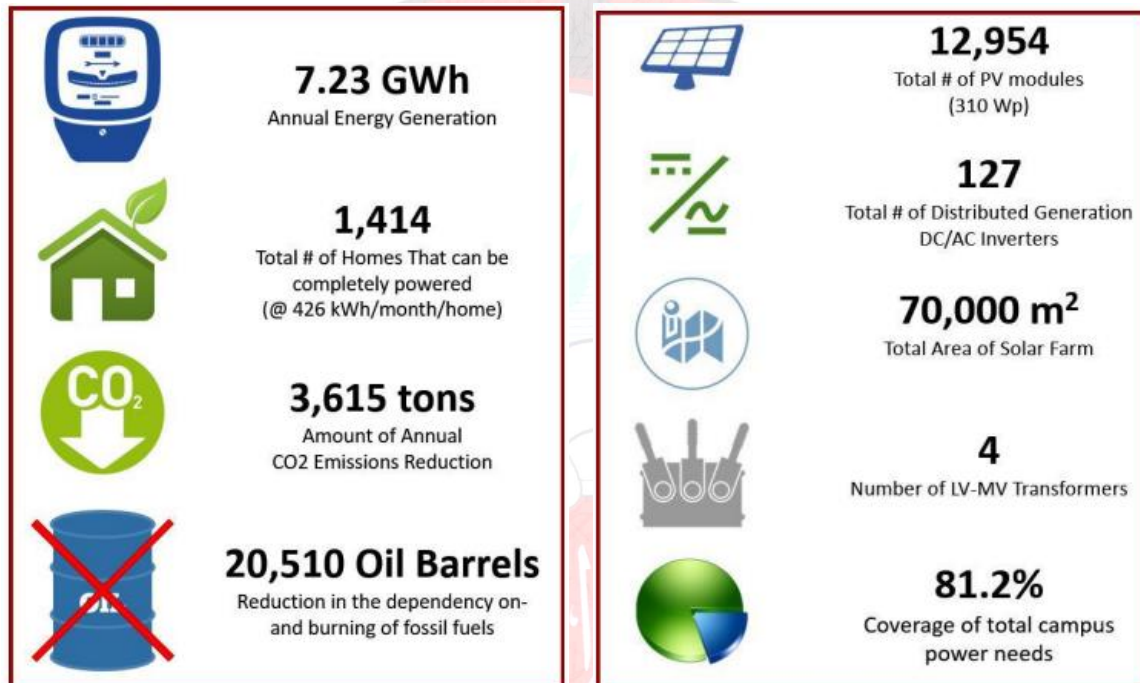 7.23 GWh
Annual Energy Generation
1,414
Total # of Homes That can be
completely powered
(@ 426 kWh/month/home)
CO2
3,615 tons
Amount of Annual
CO2 Emissions Reduction
OIL
20,510 Oil Barrels
Reduction in the dependency on-
and burning of fossil fuels
12,954
Total # of PV modules
(310 Wp)
127
Total # of Distributed Generation
DC/AC Inverters
70,000 m²
Total Area of Solar Farm
4
Number of LV-MV Transformers
81.2%
Coverage of total campus
power needs